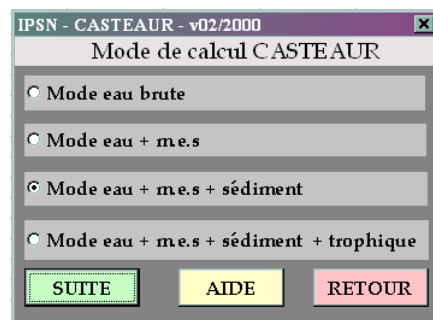 IPSN - CASTEAUR - v02/2000
Mode de calcul CASTEAUR
Mode eau brute
Mode eau + m.e.s
Mode eau + m.e.s + sédiment
Mode eau + m.e.s + sédiment + trophique
SUITE AIDE RETOUR